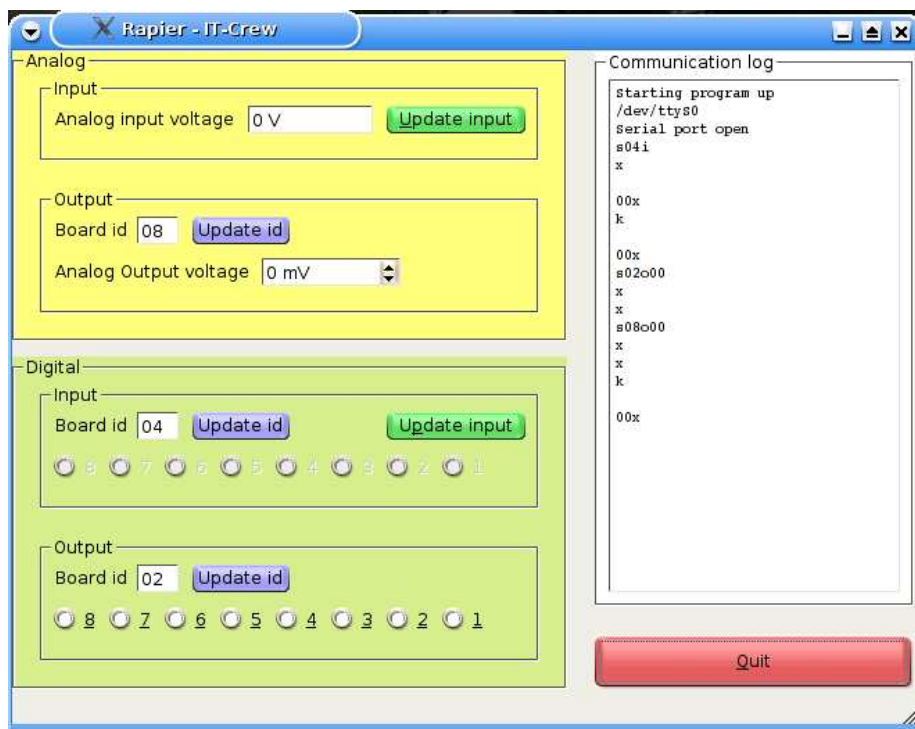 Rapier - IT-Crew
Analog
Input
Analog input voltage 0 V Update input
Output
Board id 08 Update id
Analog Output voltage 0 mV
Digital
Input
Board id 04 Update id Update input
8 7 6 5 4 3 2 1
Output
Board id 02 Update id
8 7 6 5 4 3 2 1
Communication log
Starting program up
/dev/ttyS0
Serial port open
s04i
x
00x
k
00x
s02o00
x
x
s08o00
x
x
k
00x
Quit